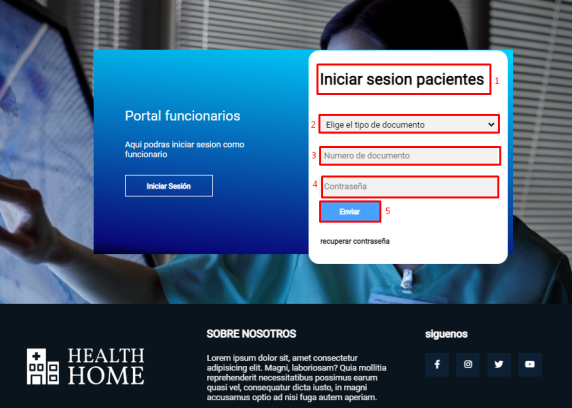 Iniciar sesion pacientes 1
Portal funcionarios
2 Elige el tipo de documento
Aqui podras iniciar sesion como
funcionario
3 Numero de documento
Iniciar Sesión
4 Contraseña
Enviar 5
recuperar contraseña
SOBRE NOSOTROS
siguenos
HEALTH
HOME
Lorem ipsum dolor sit, amet consectetur
adipisicing elit. Magni, laboriosam? Quia mollitia
reprehenderit necessitatibus possimus earum
quasi vel, consequatur dicta iusto, in magni
accusamus optio ad nisi fuga autem aperiam.